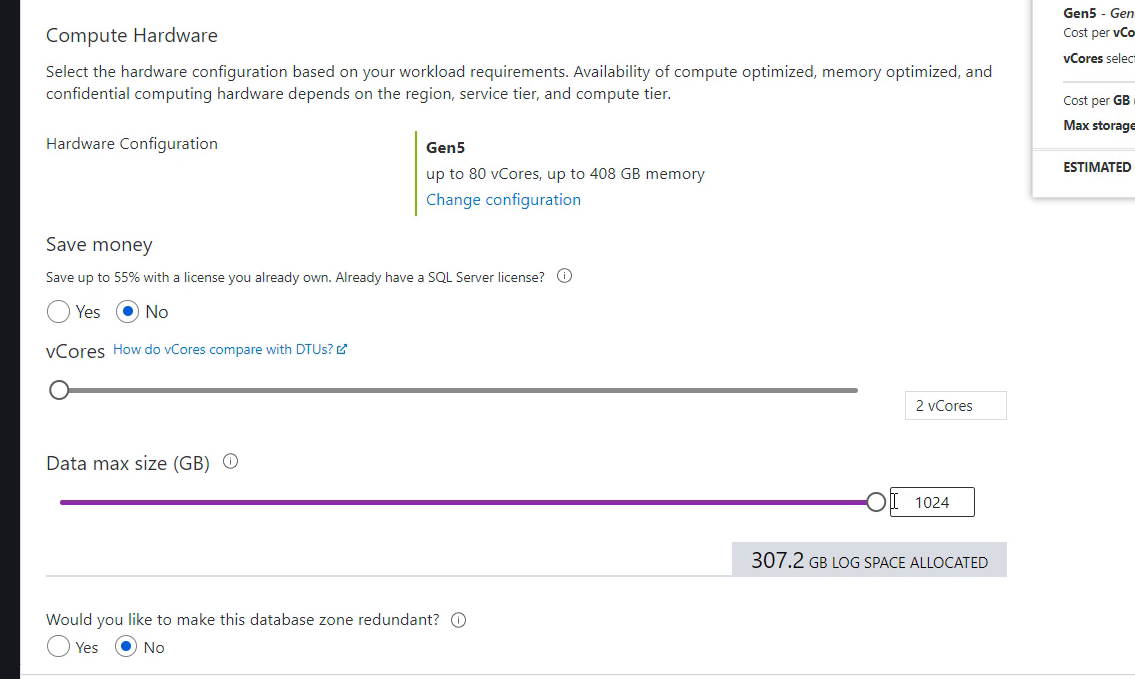 Compute Hardware
Select the hardware configuration based on your workload requirements. Availability of compute optimized, memory optimized, and
confidential computing hardware depends on the region, service tier, and compute tier.
Hardware Configuration
Gen5
up to 80 vCores, up to 408 GB memory
Change configuration
Save money
Save up to 55% with a license you already own. Already have a SQL Server license?
Yes No
vCores How do vCores compare with DTUs?
2 vCores
Data max size (GB)
1024
307.2 GB LOG SPACE ALLOCATED
Would you like to make this database zone redundant?
Yes No
Gen5 - Gen
Cost per vCo
vCores selec
Cost per GB
Max storage
ESTIMATED